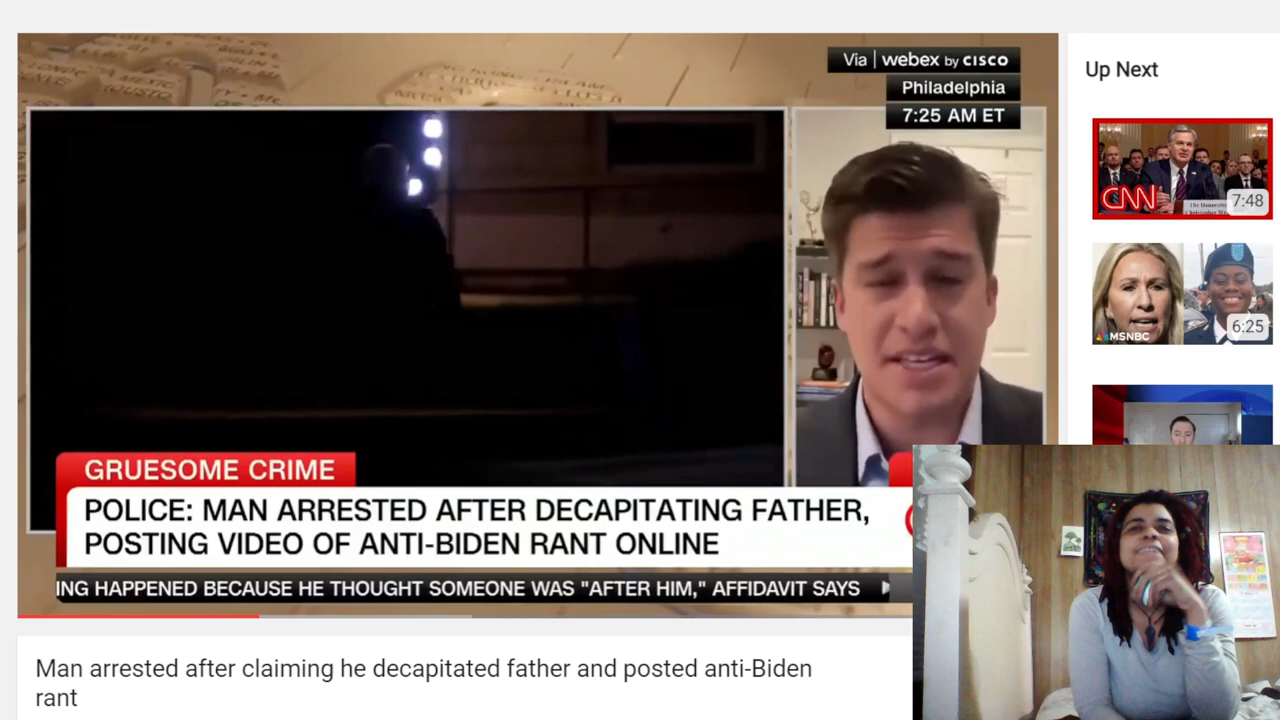 Via | webex by CISCO
Philadelphia
7:25 AM ET
GRUESOME CRIME
POLICE: MAN ARRESTED AFTER DECAPITATING FATHER,
POSTING VIDEO OF ANTI-BIDEN RANT ONLINE
ING HAPPENED BECAUSE HE THOUGHT SOMEONE WAS "AFTER HIM," AFFIDAVIT SAYS
Man arrested after claiming he decapitated father and posted anti-Biden
rant
Up Next
CNN
7:48
6:25
MSNBC